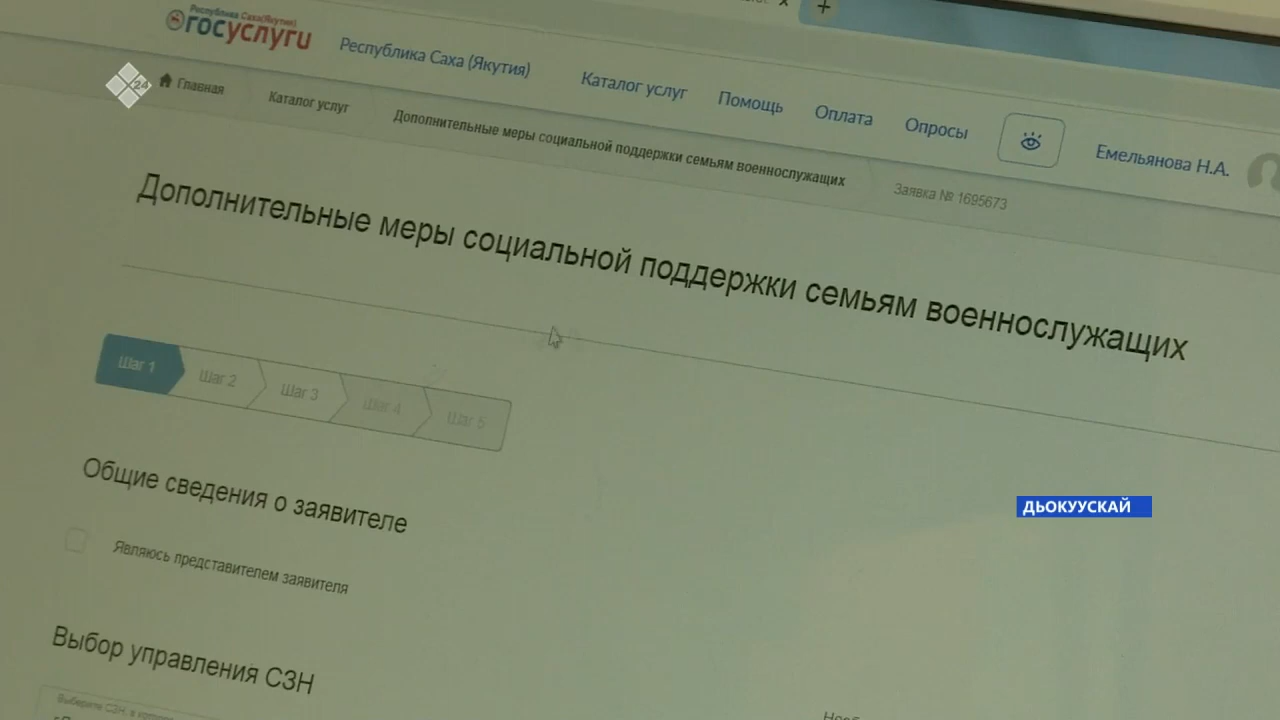 Республика Саха(Якутия)
госуслуги
Республика Саха (Якутия)
Каталог услуг
Помощь
Оплата
Опросы
Емельянова Н.А.
24
Главная
Каталог услуг
Дополнительные меры социальной поддержки семьям военнослужащих
Заявка № 1695673
Дополнительные меры социальной поддержки семьям военнослужащих
Шаг 1
Шаг 2
Шаг 3
Шаг 4
Шаг 5
Общие сведения о заявителе
ДЬОКУУСКАЙ
Являюсь представителем заявителя
Выбор управления СЗН
Выберите СЗН, в